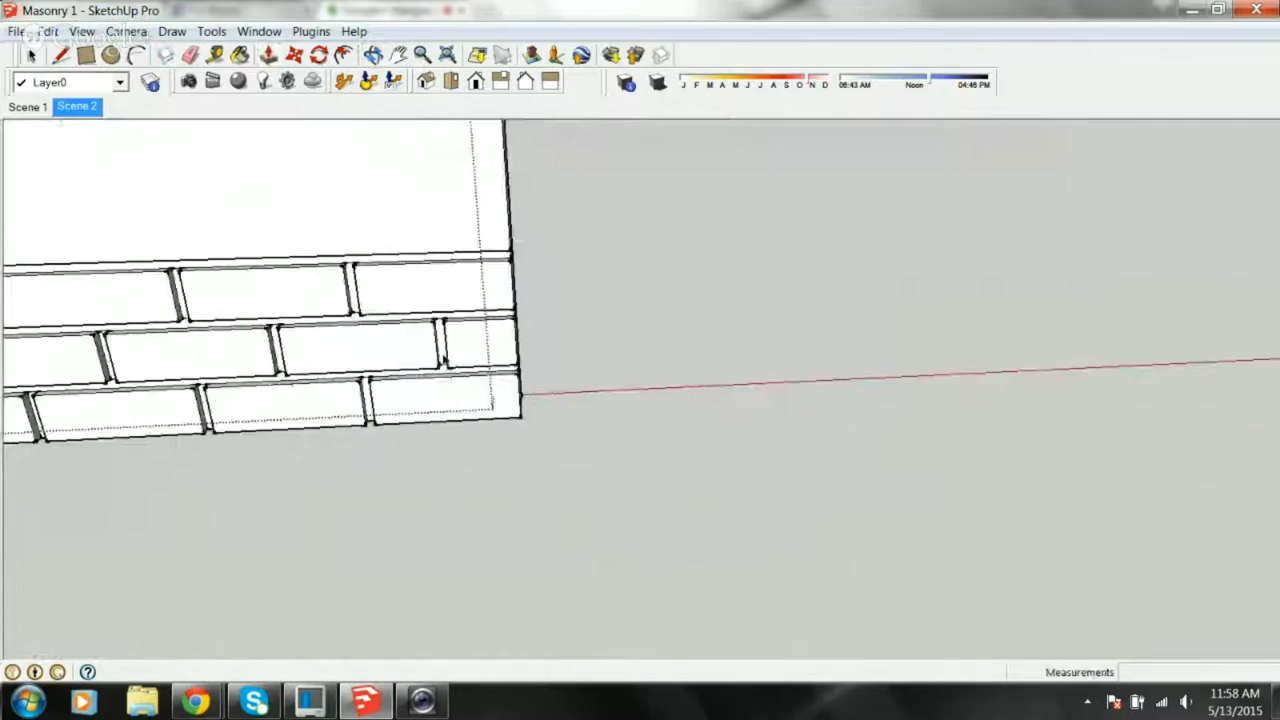 Masonry 1 - SketchUp Pro
File Edit View Camera Draw Tools Window Plugins Help
Layer0
J F M A M J J A S O N D 06:43 AM Noon 04:46 PM
Scene 1 Scene 2
Measurements
11:58 AM
5/13/2015